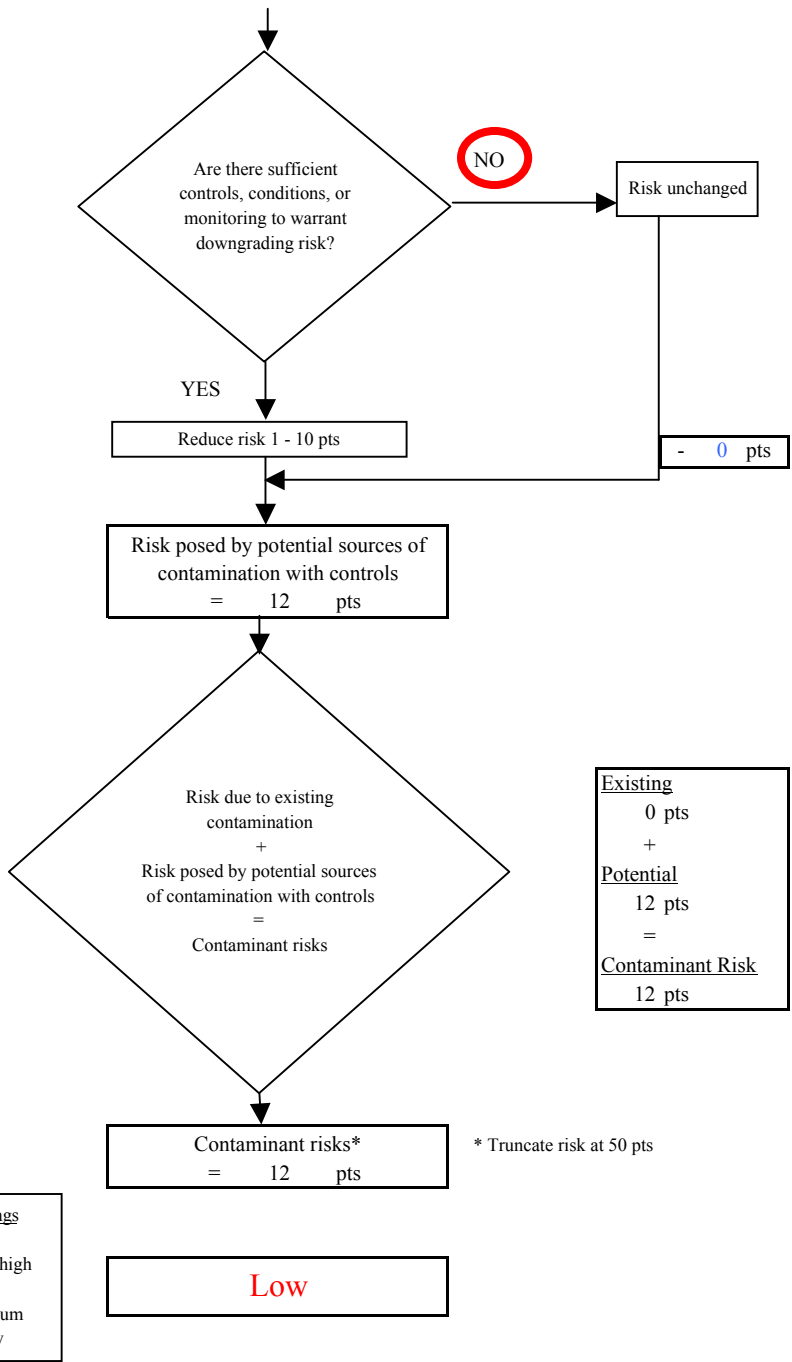 Are there sufficient
controls, conditions, or
monitoring to warrant
downgrading risk?
NO
Risk unchanged
YES
Reduce risk 1 - 10 pts
- 0 pts
Risk posed by potential sources of
contamination with controls
= 12 pts
Risk due to existing
contamination
+
Risk posed by potential sources
of contamination with controls
=
Contaminant risks
Existing
0 pts
+
Potential
12 pts
=
Contaminant Risk
12 pts
Contaminant risks*
= 12 pts
* Truncate risk at 50 pts
high
Low